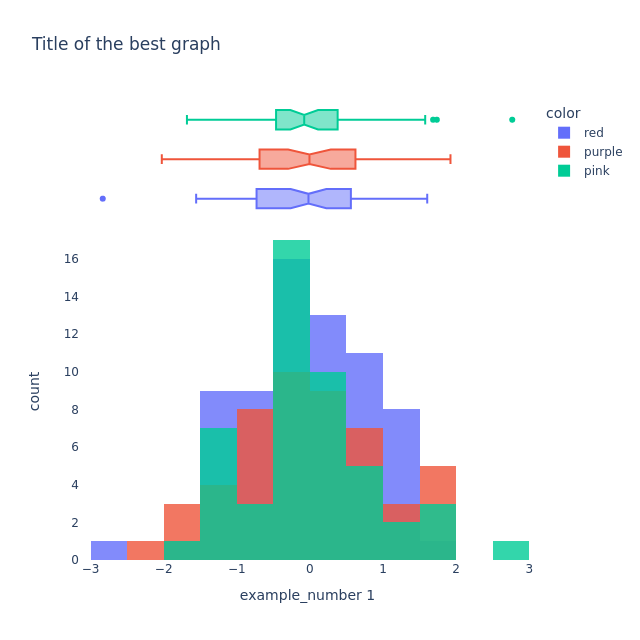 Title of the best graph
color
red
purple
pink
16
14
12
10
8
6
4
2
0
count
−3
−2
−1
0
1
2
3
example_number 1